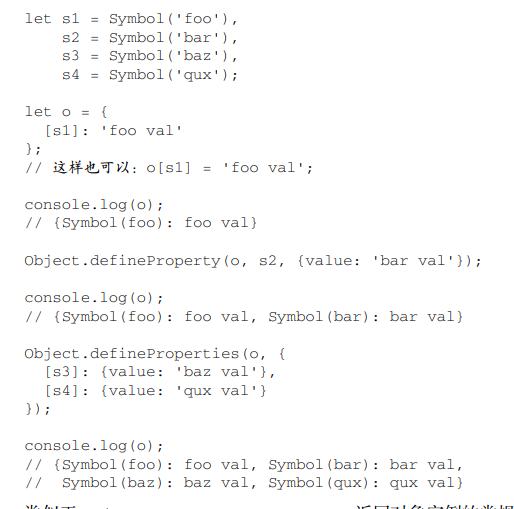 let s1 = Symbol('foo'),
    s2 = Symbol('bar'),
    s3 = Symbol('baz'),
    s4 = Symbol('qux');
let o = {
  [s1]: 'foo val'
};
// 这样也可以：o[s1] = 'foo val';
console.log(o);
// {Symbol(foo): foo val}
Object.defineProperty(o, s2, {value: 'bar val'});
console.log(o);
// {Symbol(foo): foo val, Symbol(bar): bar val}
Object.defineProperties(o, {
  [s3]: {value: 'baz val'},
  [s4]: {value: 'qux val'}
});
console.log(o);
// {Symbol(foo): foo val, Symbol(bar): bar val,
//  Symbol(baz): baz val, Symbol(qux): qux val}